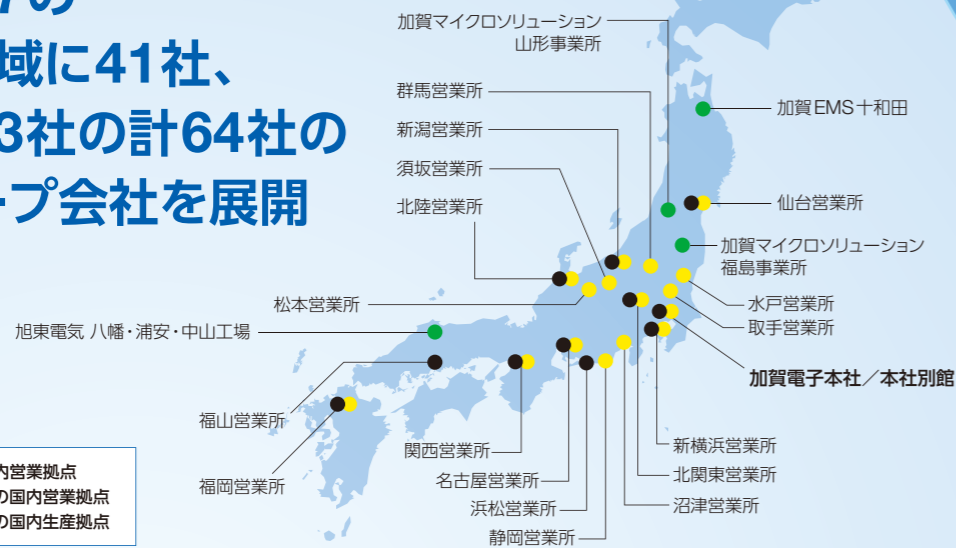 域に41社、
3社の計64社の
ープ会社を展開
加賀マイクロソリューション
山形事業所
群馬営業所
新潟営業所
須坂営業所
北陸営業所
松本営業所
旭東電気 八幡・浦安・中山工場
福山営業所
福岡営業所
加賀EMS十和田
仙台営業所
加賀マイクロソリューション
福島事業所
水戸営業所
取手営業所
加賀電子本社／本社別館
新横浜営業所
北関東営業所
沼津営業所
関西営業所
名古屋営業所
浜松営業所
静岡営業所
内営業拠点
の国内営業拠点
の国内生産拠点